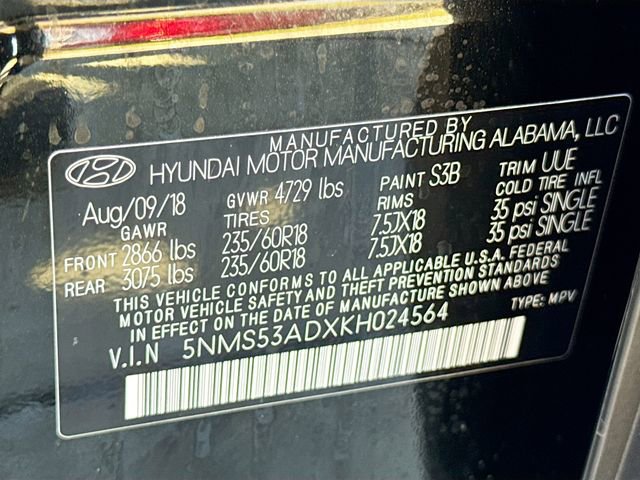 MANUFACTURED BY
HYUNDAI MOTOR MANUFACTURING ALABAMA, LLC
Aug/09/18 GVWR 4729 lbs PAINT S3B TRIM UUE
GAWR TIRES RIMS COLD TIRE INFL
FRONT 2866 lbs 235/60R18 7.5JX18 35 psi SINGLE
REAR 3075 lbs 235/60R18 7.5JX18 35 psi SINGLE
THIS VEHICLE CONFORMS TO ALL APPLICABLE U.S.A. FEDERAL
MOTOR VEHICLE SAFETY AND THEFT PREVENTION STANDARDS
IN EFFECT ON THE DATE OF MANUFACTURE SHOWN ABOVE.
V.I.N 5NMS53ADXKH024564 TYPE: MPV